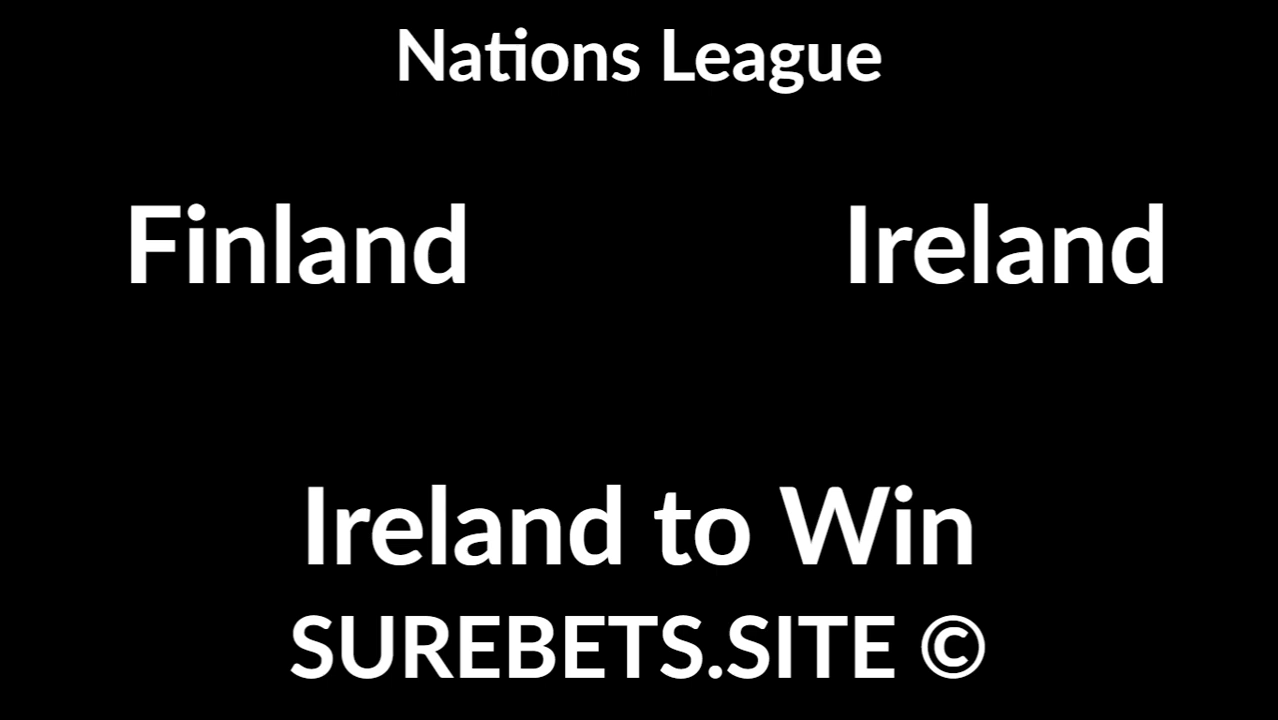 Nations League
Finland Ireland
Ireland to Win
SUREBETS.SITE ©